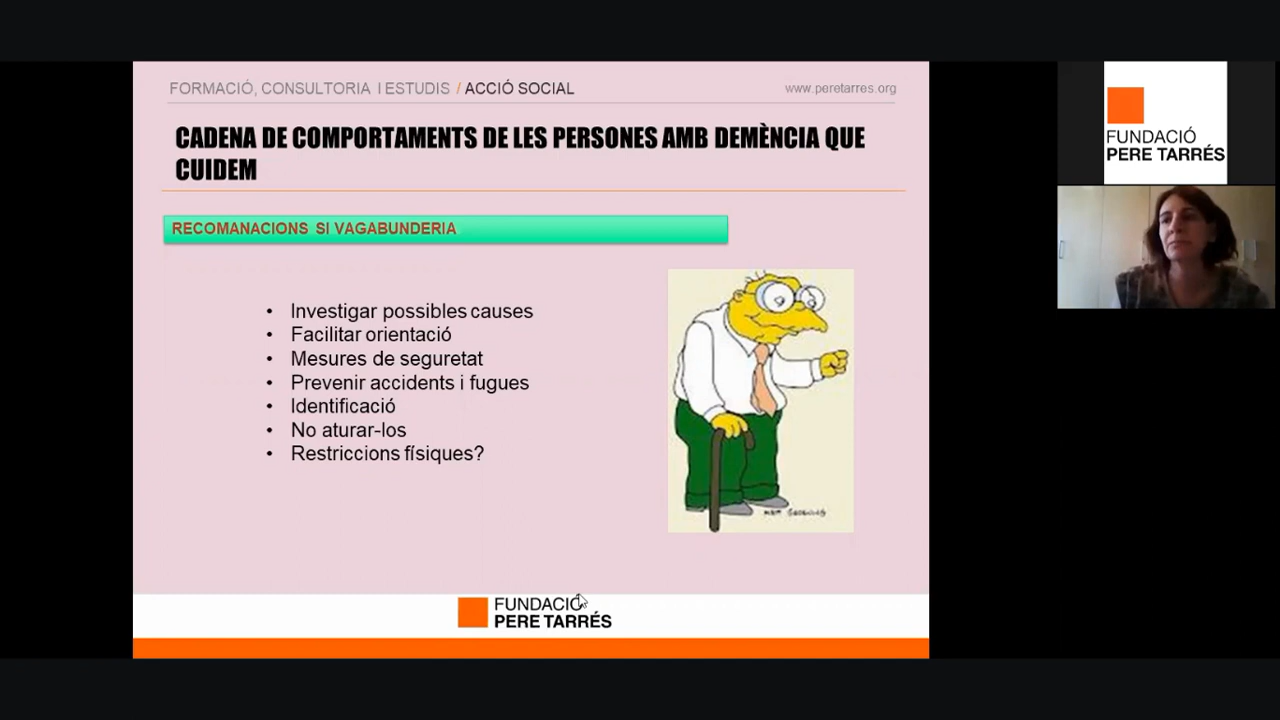 FORMACIÓ, CONSULTORIA I ESTUDIS / ACCIÓ SOCIAL
www.peretarres.org
CADENA DE COMPORTAMENTS DE LES PERSONES AMB DEMÈNCIA QUE
CUIDEM
RECOMANACIONS SI VAGABUNDERIA
• Investigar possibles causes
• Facilitar orientació
• Mesures de seguretat
• Prevenir accidents i fugues
• Identificació
• No aturar-los
• Restriccions físiques?
FUNDACIÓ
PERE TARRÉS
FUNDACIÓ
PERE TARRÉS